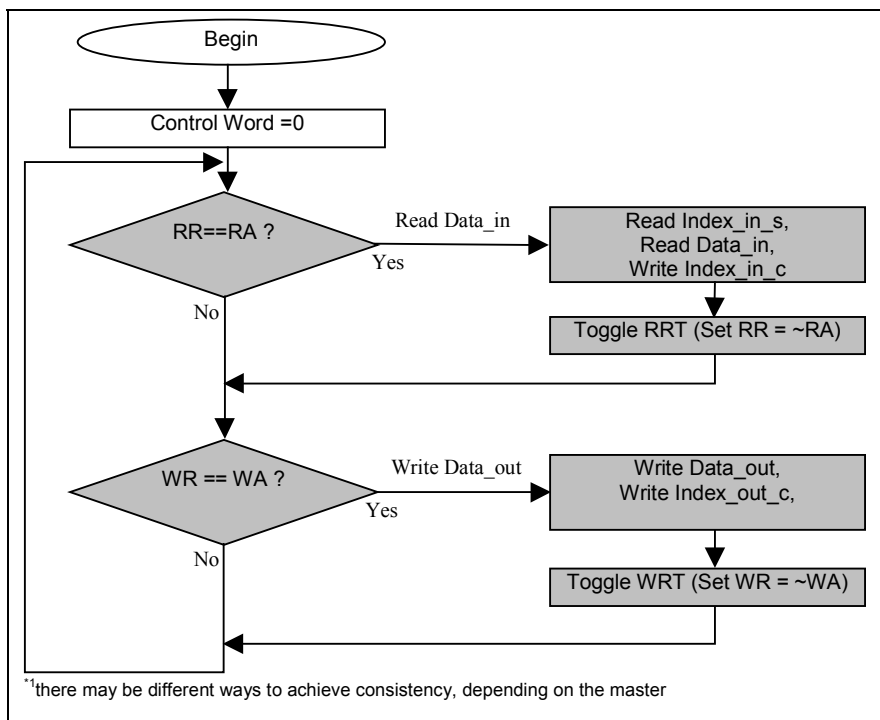 Begin
Control Word =0
RR==RA ?
Read Data_in
Yes
No
Read Index_in_s,
Read Data_in,
Write Index_in_c
Toggle RRT (Set RR = ~RA)
WR == WA ?
Write Data_out
Yes
No
Write Data_out,
Write Index_out_c,
Toggle WRT (Set WR = ~WA)
*1there may be different ways to achieve consistency, depending on the master